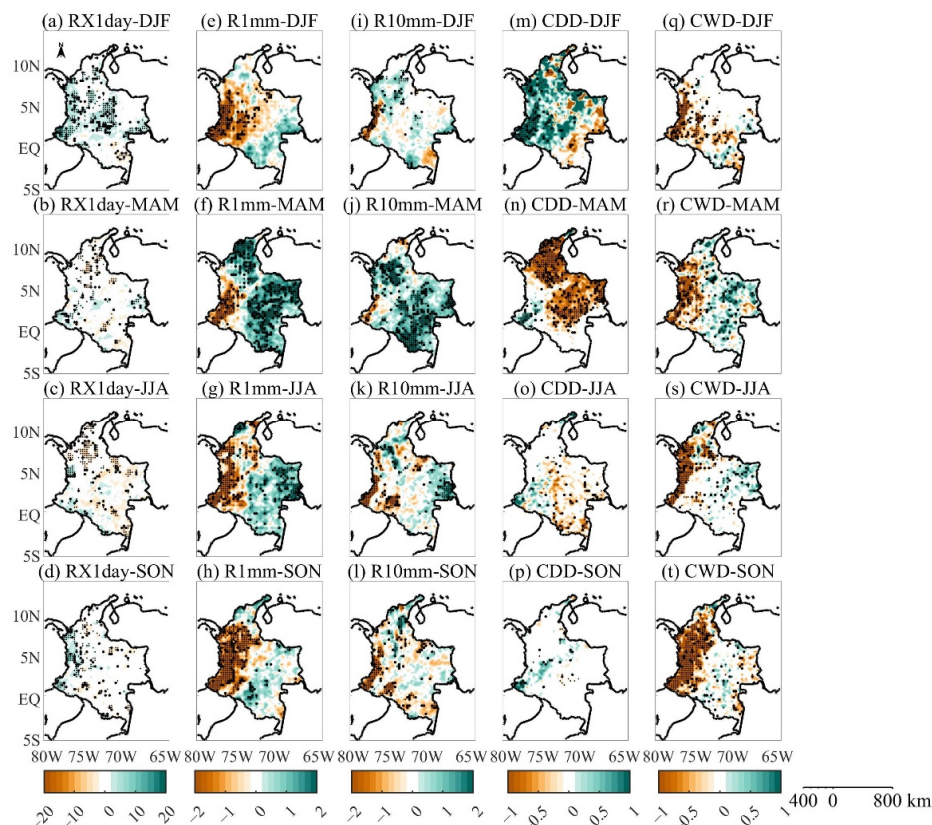 (a) RX1day-DJF (e) R1mm-DJF (i) R10mm-DJF (m) CDD-DJF (q) CWD-DJF
N
10N
5N
EQ
5S
(b) RX1day-MAM (f) R1mm-MAM (j) R10mm-MAM (n) CDD-MAM (r) CWD-MAM
10N
5N
EQ
5S
(c) RX1day-JJA (g) R1mm-JJA (k) R10mm-JJA (o) CDD-JJA (s) CWD-JJA
10N
5N
EQ
5S
(d) RX1day-SON (h) R1mm-SON (l) R10mm-SON (p) CDD-SON (t) CWD-SON
10N
5N
EQ
5S
80W 75W 70W 65W 80W 75W 70W 65W 80W 75W 70W 65W 80W 75W 70W 65W 80W 75W 70W 65W
−20 −10 0 10 20 −2 −1 0 1 2 −2 −1 0 1 2 −1 0.5 0 0.5 1 −1 0.5 0 0.5 1
400 0 800 km